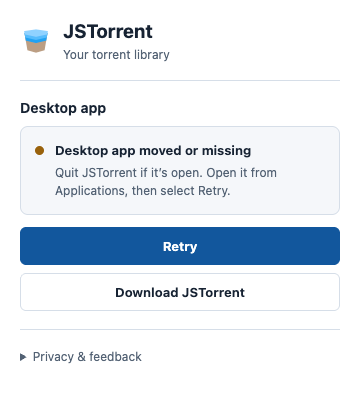 JSTorrent
Your torrent library
Desktop app
Desktop app moved or missing
Quit JSTorrent if it’s open. Open it from
Applications, then select Retry.
Retry
Download JSTorrent
Privacy & feedback